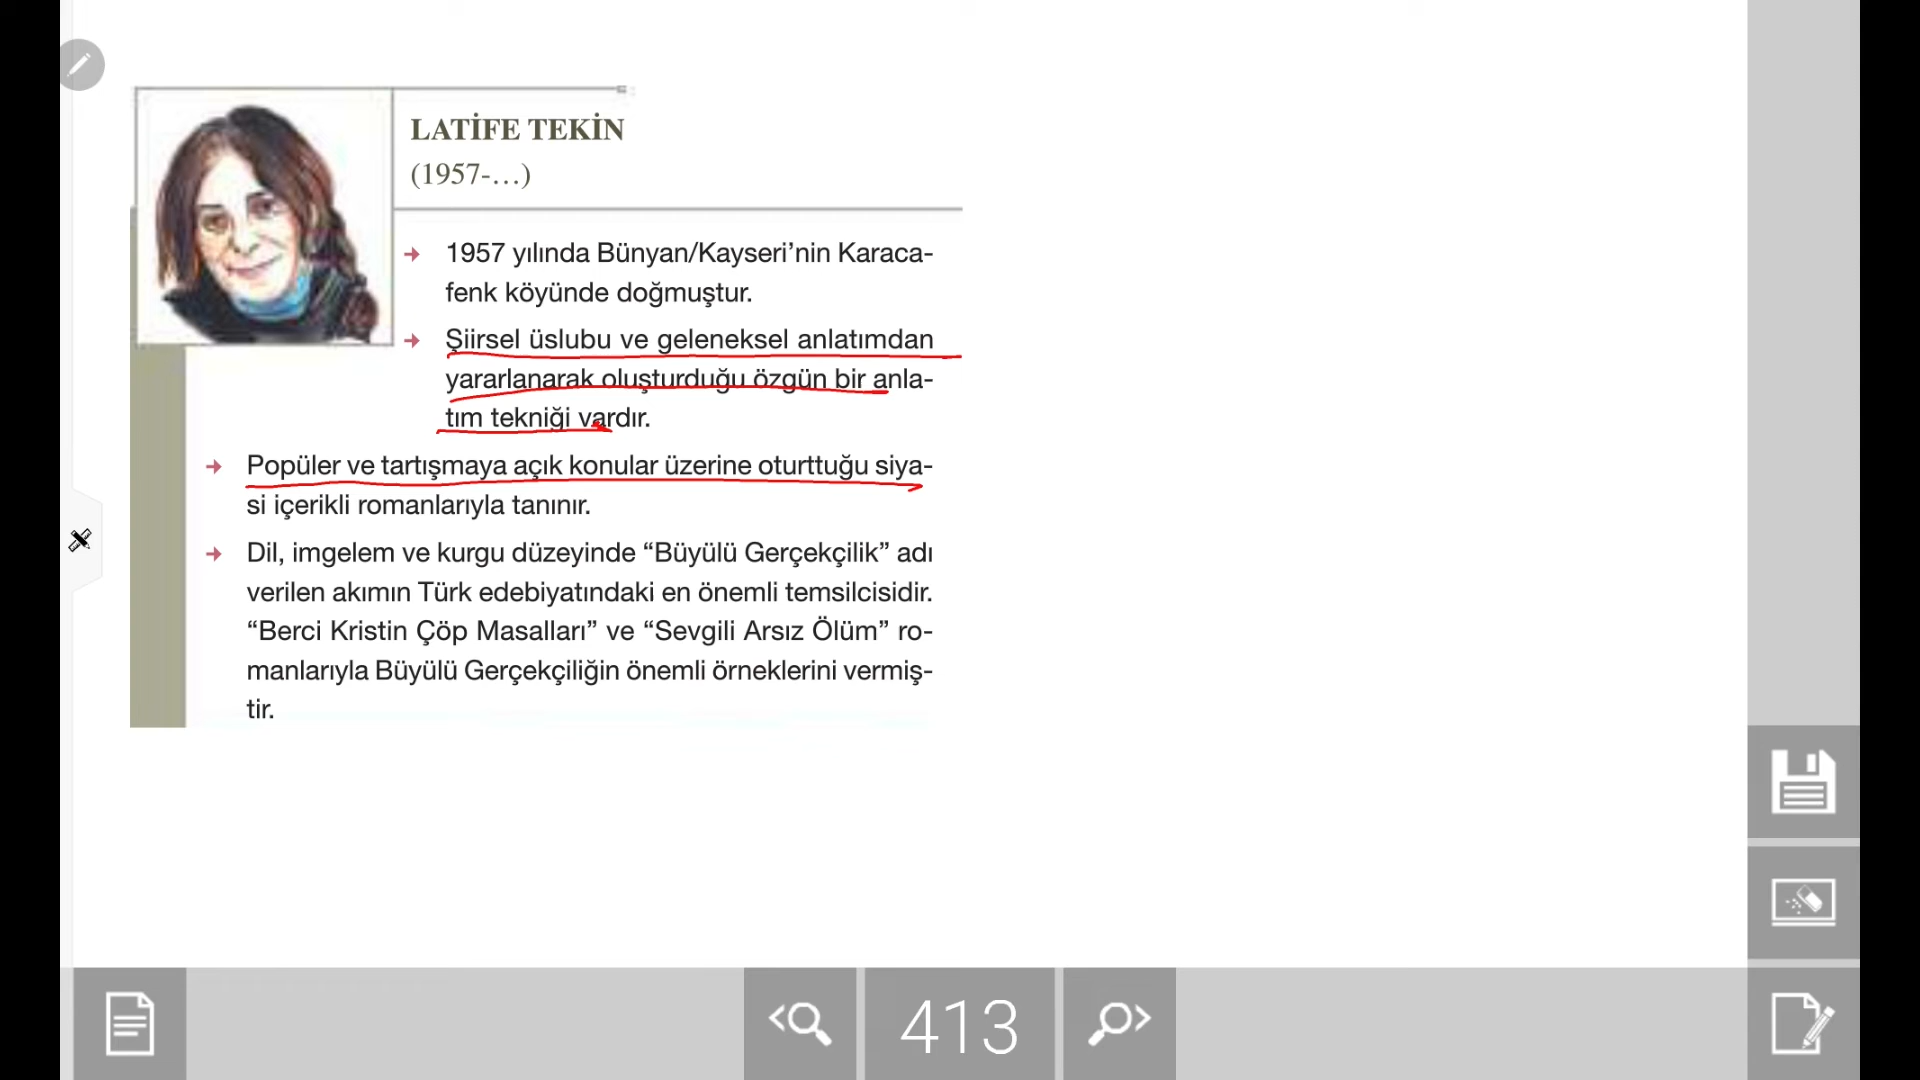 LATİFE TEKİN
(1957-…)
1957 yılında Bünyan/Kayseri’nin Karaca-
fenk köyünde doğmuştur.
Şiirsel üslubu ve geleneksel anlatımdan
yararlanarak oluşturduğu özgün bir anla-
tım tekniği vardır.
Popüler ve tartışmaya açık konular üzerine oturttuğu siya-
si içerikli romanlarıyla tanınır.
Dil, imgelem ve kurgu düzeyinde “Büyülü Gerçekçilik” adı
verilen akımın Türk edebiyatındaki en önemli temsilcisidir.
“Berci Kristin Çöp Masalları” ve “Sevgili Arsız Ölüm” ro-
manlarıyla Büyülü Gerçekçiliğin önemli örneklerini vermiş-
tir.
413